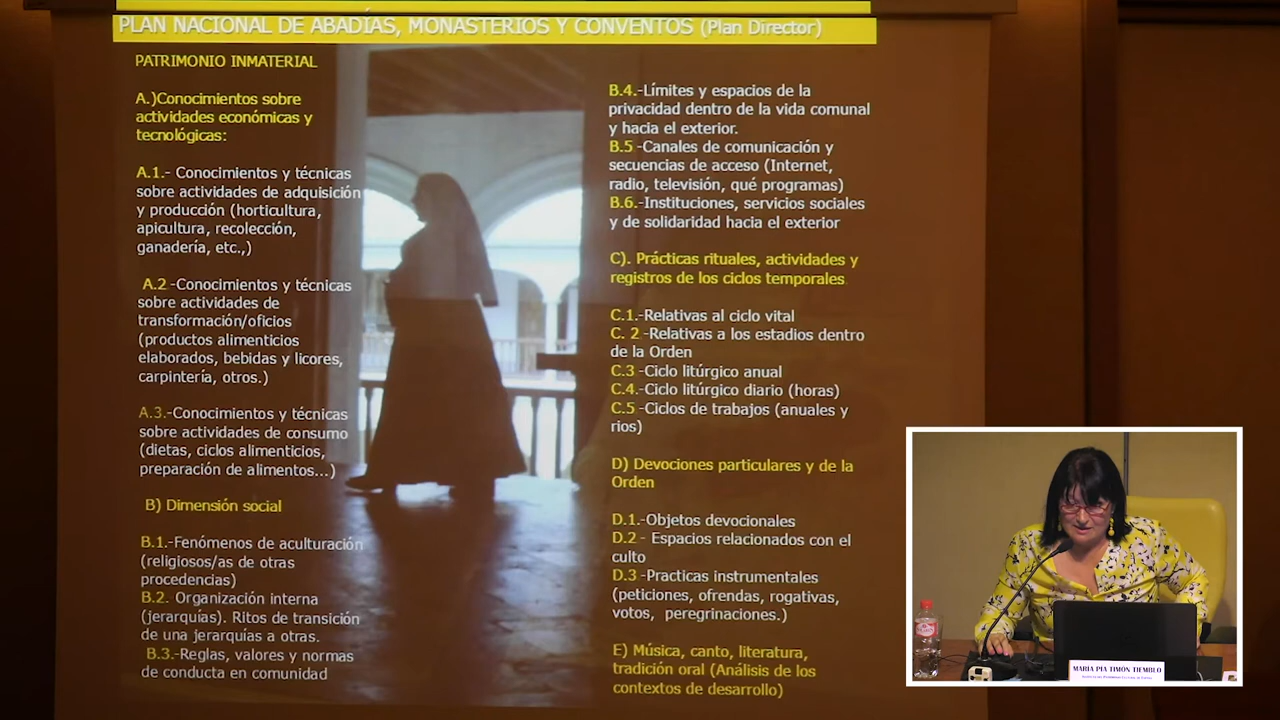 PLAN NACIONAL DE ABADÍAS, MONASTERIOS Y CONVENTOS (Plan Director)
PATRIMONIO INMATERIAL
A.)Conocimientos sobre
actividades económicas y
tecnológicas:
A.1.- Conocimientos y técnicas
sobre actividades de adquisición
y producción (horticultura,
apicultura, recolección,
ganadería, etc.,)
A.2 -Conocimientos y técnicas
sobre actividades de
transformación/oficios
(productos alimenticios
elaborados, bebidas y licores,
carpintería, otros.)
A.3.-Conocimientos y técnicas
sobre actividades de consumo
(dietas, ciclos alimenticios,
preparación de alimentos...)
B) Dimensión social
B.1.-Fenómenos de aculturación
(religiosos/as de otras
procedencias)
B.2. Organización interna
(jerarquías). Ritos de transición
de una jerarquías a otras.
B.3.-Reglas, valores y normas
de conducta en comunidad
B.4.-Límites y espacios de la
privacidad dentro de la vida comunal
y hacia el exterior.
B.5 -Canales de comunicación y
secuencias de acceso (Internet,
radio, televisión, qué programas)
B.6.-Instituciones, servicios sociales
y de solidaridad hacia el exterior
C). Prácticas rituales, actividades y
registros de los ciclos temporales
C.1.-Relativas al ciclo vital
C. 2 -Relativas a los estadios dentro
de la Orden
C.3 -Ciclo litúrgico anual
C.4.-Ciclo litúrgico diario (horas)
C.5 -Ciclos de trabajos (anuales y
rios)
D) Devociones particulares y de la
Orden
D.1.-Objetos devocionales
D.2 - Espacios relacionados con el
culto
D.3 -Practicas instrumentales
(peticiones, ofrendas, rogativas,
votos, peregrinaciones.)
E) Música, canto, literatura,
tradición oral (Análisis de los
contextos de desarrollo)
MARÍA PÍA TIMÓN TIEMBLO